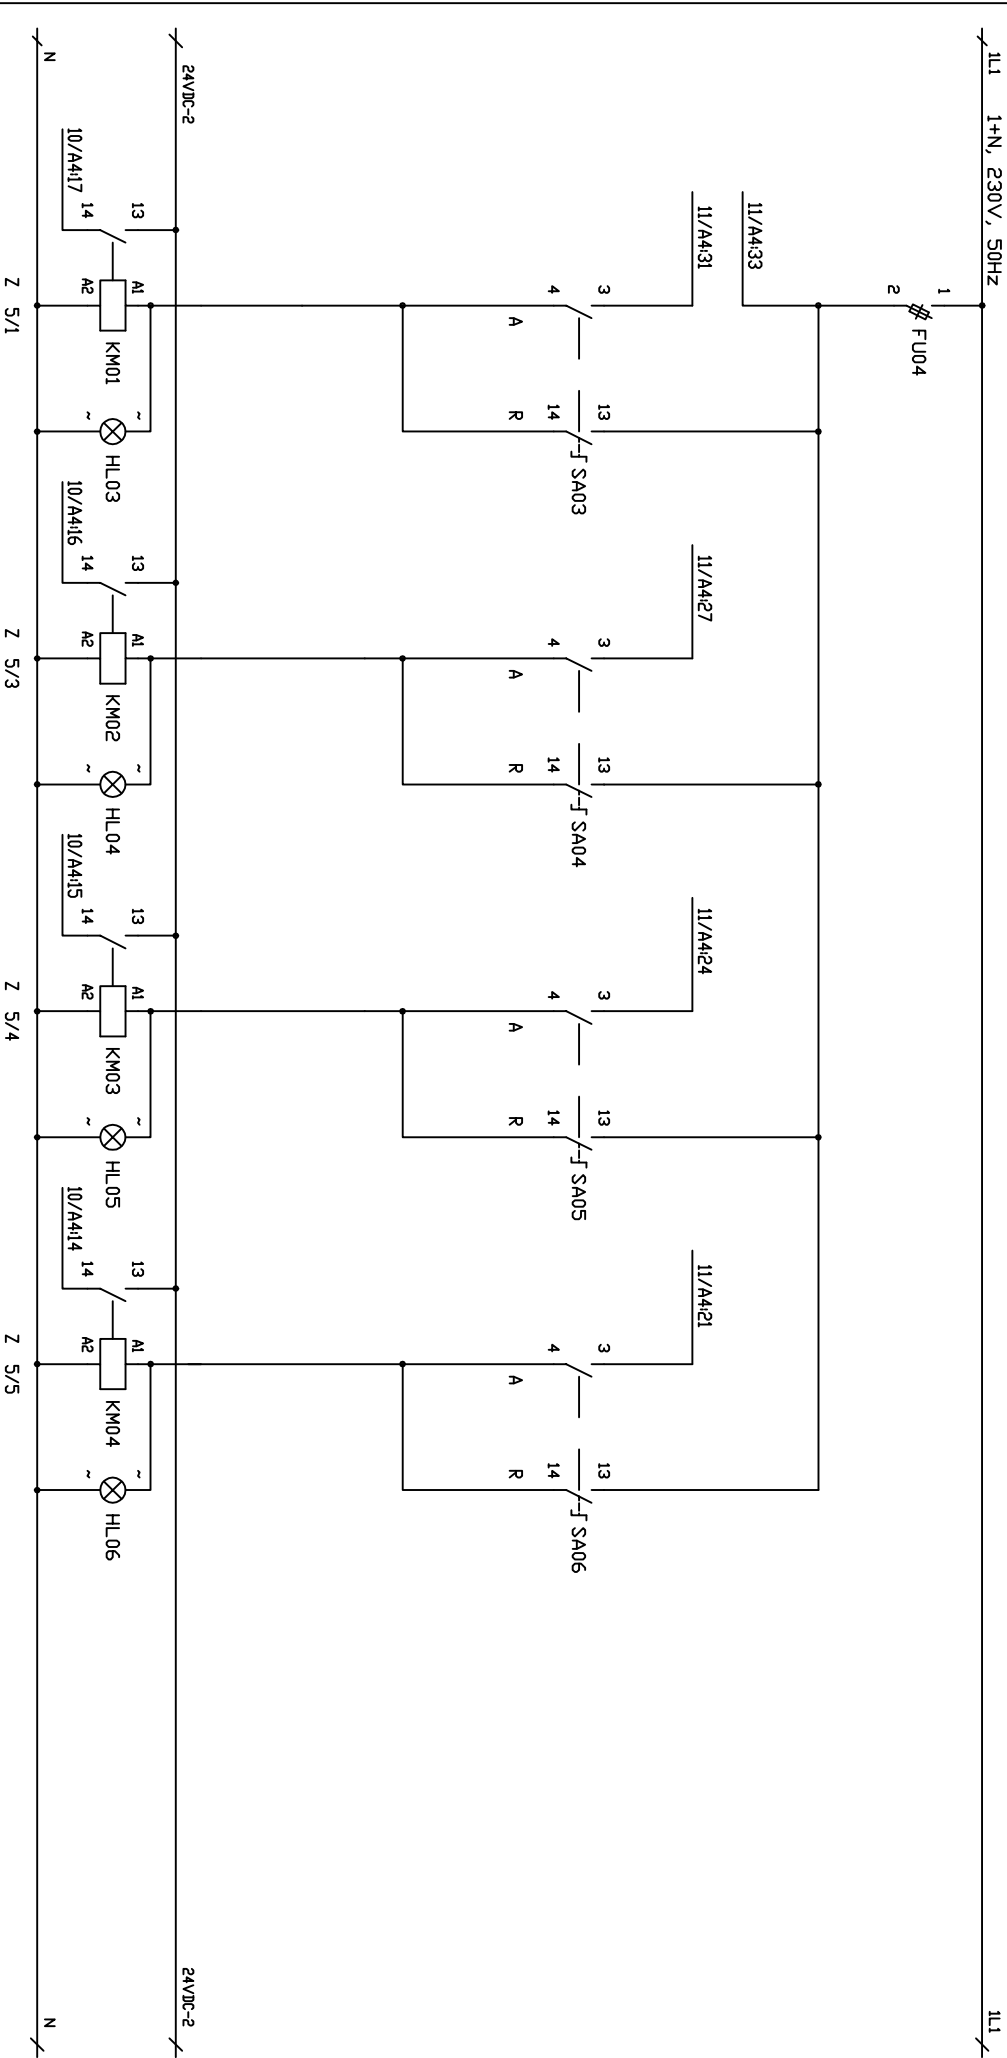 1L1
1+N, 230V, 50Hz
1L1
1
2
FU04
11/A4:33
11/A4:31
11/A4:27
11/A4:24
11/A4:21
3
4
A
13
14
R
SA03
3
4
A
13
14
R
SA04
3
4
A
13
14
R
SA05
3
4
A
13
14
R
SA06
24VDC-2
24VDC-2
13
14
10/A4:17
A1
A2
KM01
~
~
HL03
13
14
10/A4:16
A1
A2
KM02
~
~
HL04
13
14
10/A4:15
A1
A2
KM03
~
~
HL05
13
14
10/A4:14
A1
A2
KM04
~
~
HL06
N
N
Z 5/1
Z 5/3
Z 5/4
Z 5/5